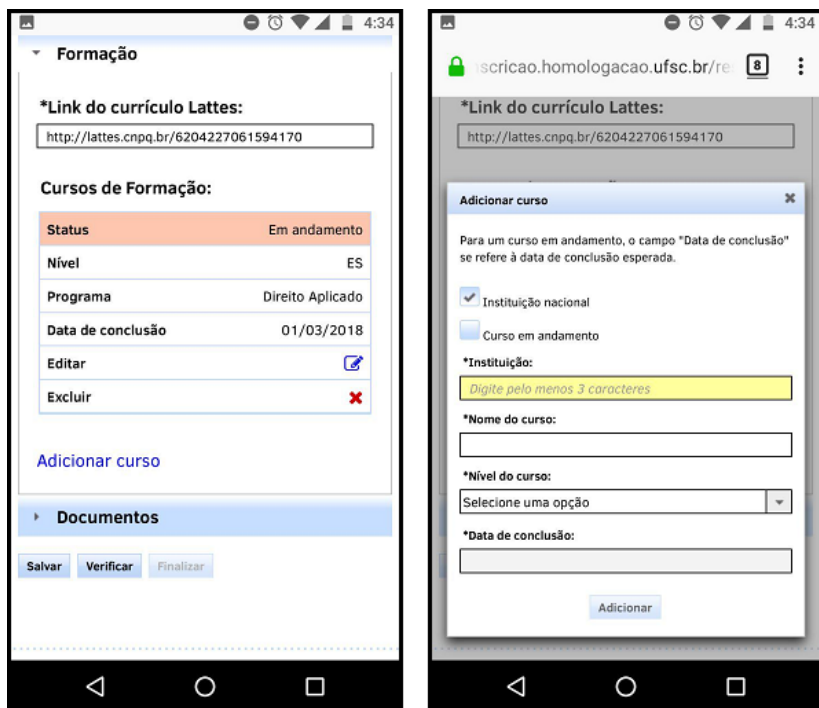 4:34
Formação
*Link do currículo Lattes:
http://lattes.cnpq.br/6204227061594170
Cursos de Formação:
Status Em andamento
Nível ES
Programa Direito Aplicado
Data de conclusão 01/03/2018
Editar
Excluir
Adicionar curso
Documentos
Salvar Verificar Finalizar
4:34
scricao.homologacao.ufsc.br/re 8
*Link do currículo Lattes:
http://lattes.cnpq.br/6204227061594170
Adicionar curso
Para um curso em andamento, o campo "Data de conclusão"
se refere à data de conclusão esperada.
Instituição nacional
Curso em andamento
*Instituição:
Digite pelo menos 3 caracteres
*Nome do curso:
*Nível do curso:
Selecione uma opção
*Data de conclusão:
Adicionar